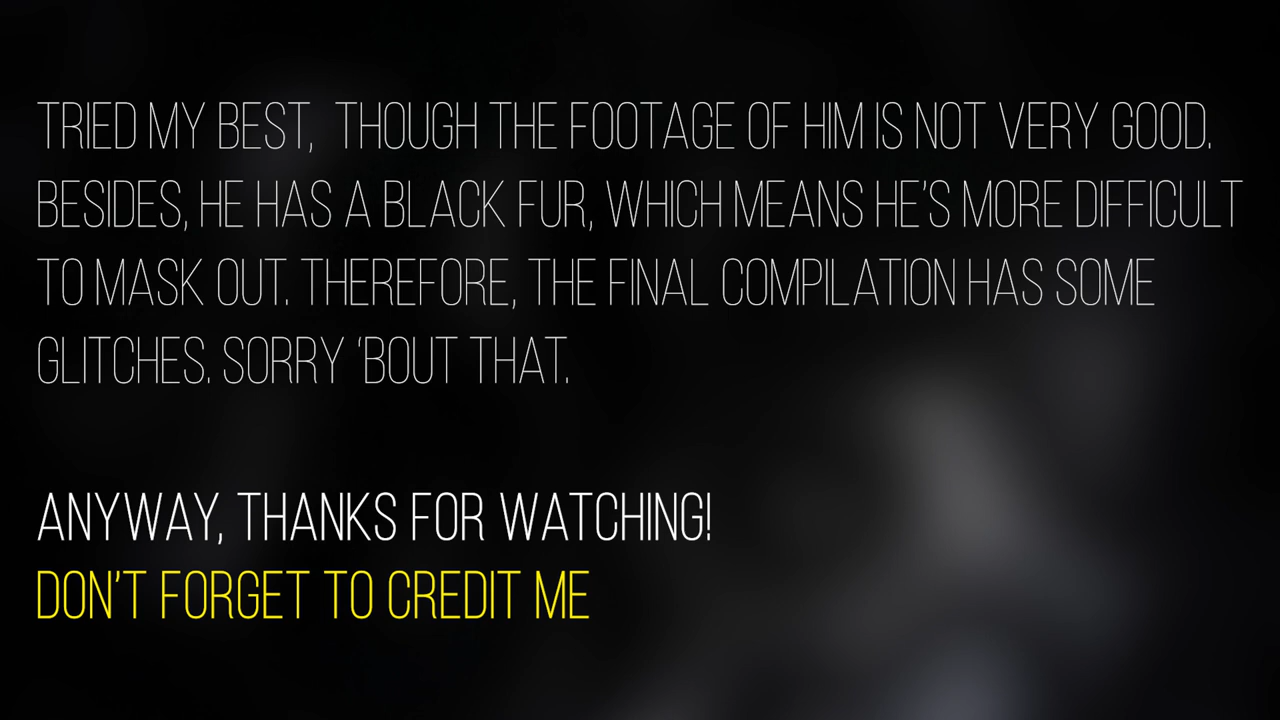 TRIED MY BEST,  THOUGH THE FOOTAGE OF HIM IS NOT VERY GOOD.
BESIDES, HE HAS A BLACK FUR, WHICH MEANS HE'S MORE DIFFICULT
TO MASK OUT. THEREFORE, THE FINAL COMPILATION HAS SOME
GLITCHES. SORRY ‘BOUT THAT.
ANYWAY, THANKS FOR WATCHING!
DON'T FORGET TO CREDIT ME